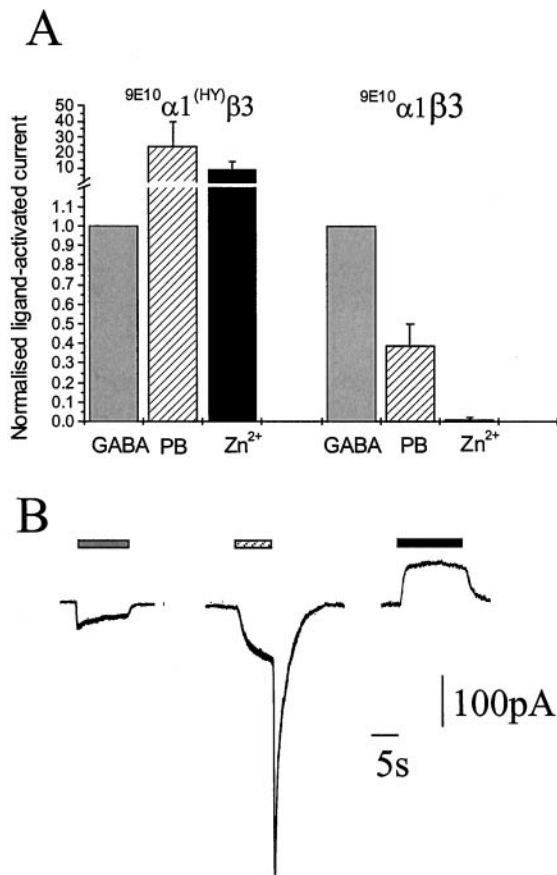 A
9E10α1(HY)β3 9E10α1β3
Normalised ligand-activated current
50
40
30
20
10
1.1
1.0
0.9
0.8
0.7
0.6
0.5
0.4
0.3
0.2
0.1
0.0
GABA PB Zn2+ GABA PB Zn2+
B
100pA
5s